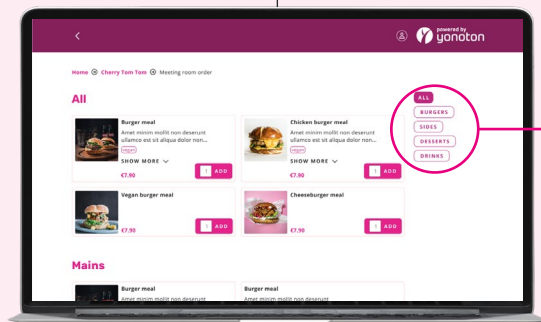 powered by
yonoton
Home Cherry Tom Tom Meeting room order
All
Burger meal
Amet minim mollit non deserunt
ullamco est sit aliqua dolor non...
vegan
SHOW MORE
€7.90
1 ADD
Chicken burger meal
Amet minim mollit non deserunt
ullamco est sit aliqua dolor non...
vegan
SHOW MORE
€7.90
1 ADD
Vegan burger meal
€7.90
1 ADD
Cheeseburger meal
€7.90
1 ADD
ALL
BURGERS
SIDES
DESSERTS
DRINKS
Mains
Burger meal
Amet minim mollit non deserunt
Burger meal
Amet minim mollit non deserunt